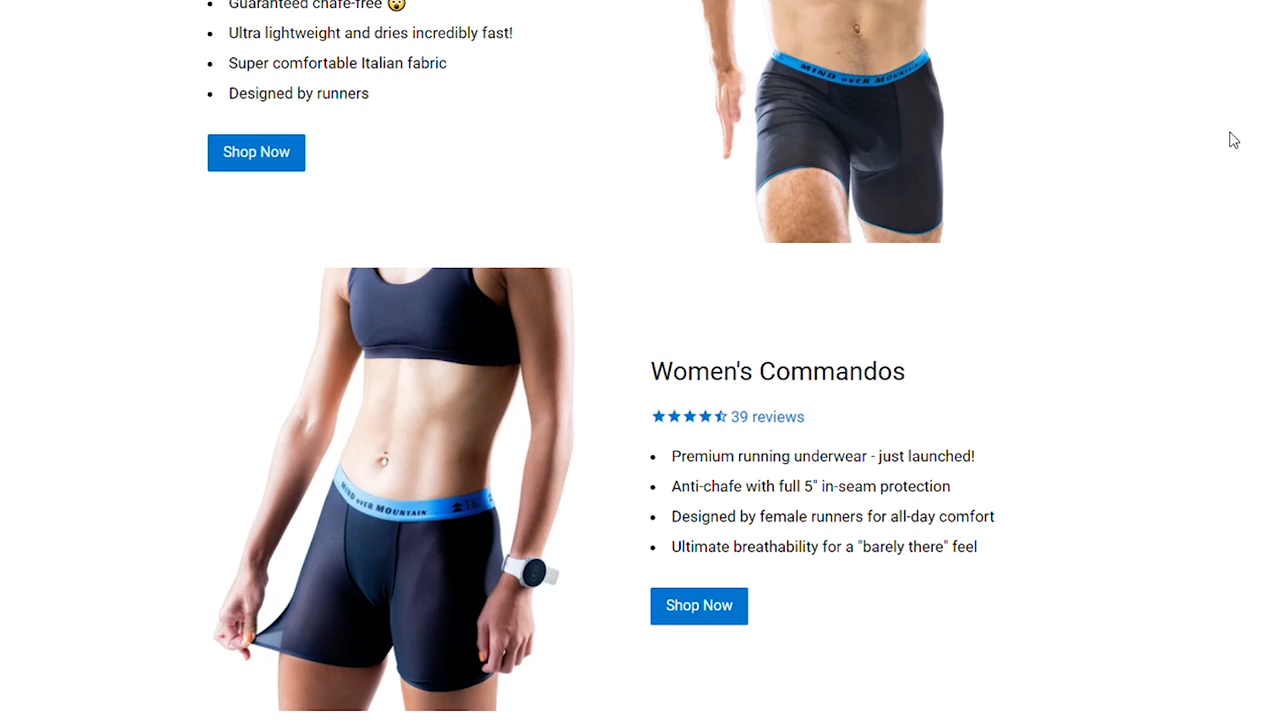 Guaranteed chafe-free 😮
Ultra lightweight and dries incredibly fast!
Super comfortable Italian fabric
Designed by runners
Shop Now
MIND OVER MOUNTAIN
Women's Commandos
39 reviews
Premium running underwear - just launched!
Anti-chafe with full 5" in-seam protection
Designed by female runners for all-day comfort
Ultimate breathability for a "barely there" feel
Shop Now
MIND OVER MOUNTAIN